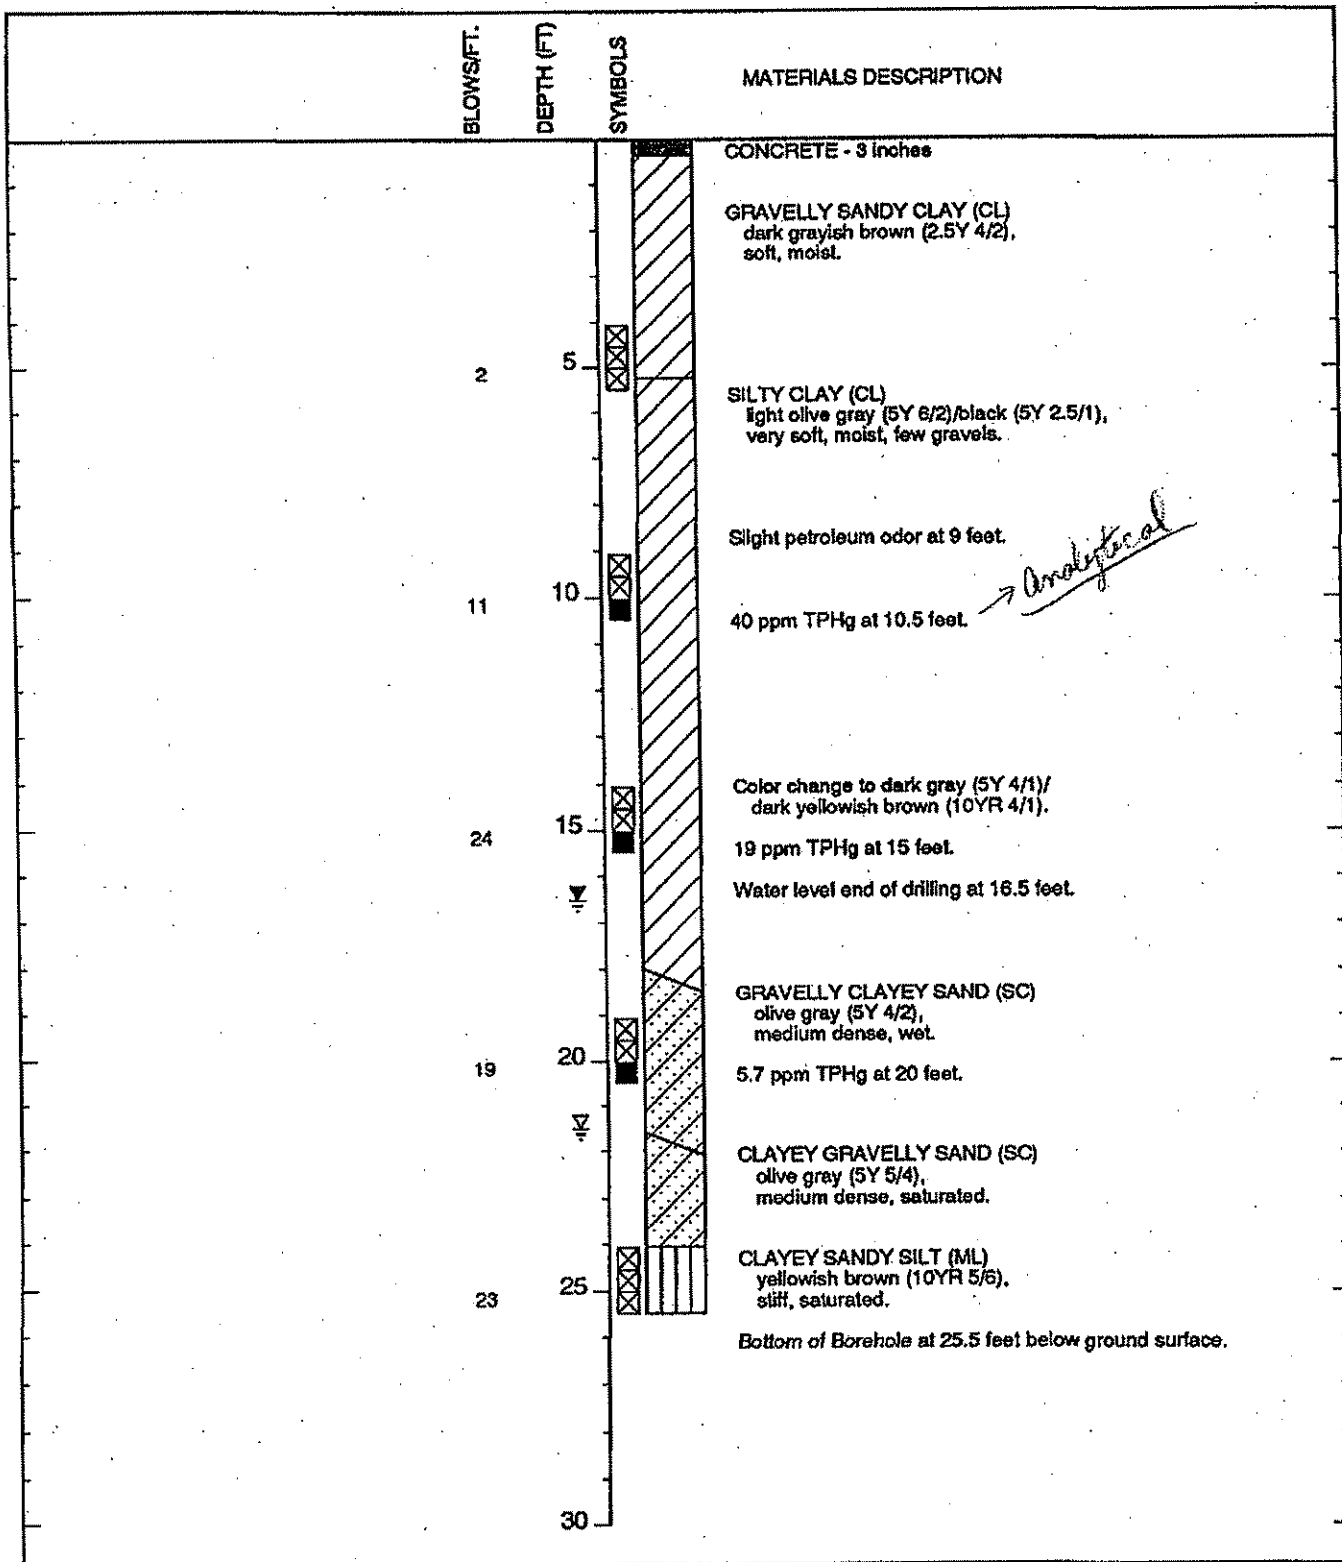 BLOWS/FT.
DEPTH (FT)
SYMBOLS
MATERIALS DESCRIPTION
CONCRETE - 3 inches
GRAVELLY SANDY CLAY (CL)
dark grayish brown (2.5Y 4/2),
soft, moist.
2
5
SILTY CLAY (CL)
light olive gray (5Y 6/2)/black (5Y 2.5/1),
very soft, moist, few gravels.
Slight petroleum odor at 9 feet.
11
10
40 ppm TPHg at 10.5 feet.
→ Analytical
Color change to dark gray (5Y 4/1)/
dark yellowish brown (10YR 4/1).
24
15
19 ppm TPHg at 15 feet.
Water level end of drilling at 16.5 feet.
GRAVELLY CLAYEY SAND (SC)
olive gray (5Y 4/2),
medium dense, wet.
19
20
5.7 ppm TPHg at 20 feet.
CLAYEY GRAVELLY SAND (SC)
olive gray (5Y 5/4),
medium dense, saturated.
CLAYEY SANDY SILT (ML)
yellowish brown (10YR 5/6),
stiff, saturated.
23
25
Bottom of Borehole at 25.5 feet below ground surface.
30